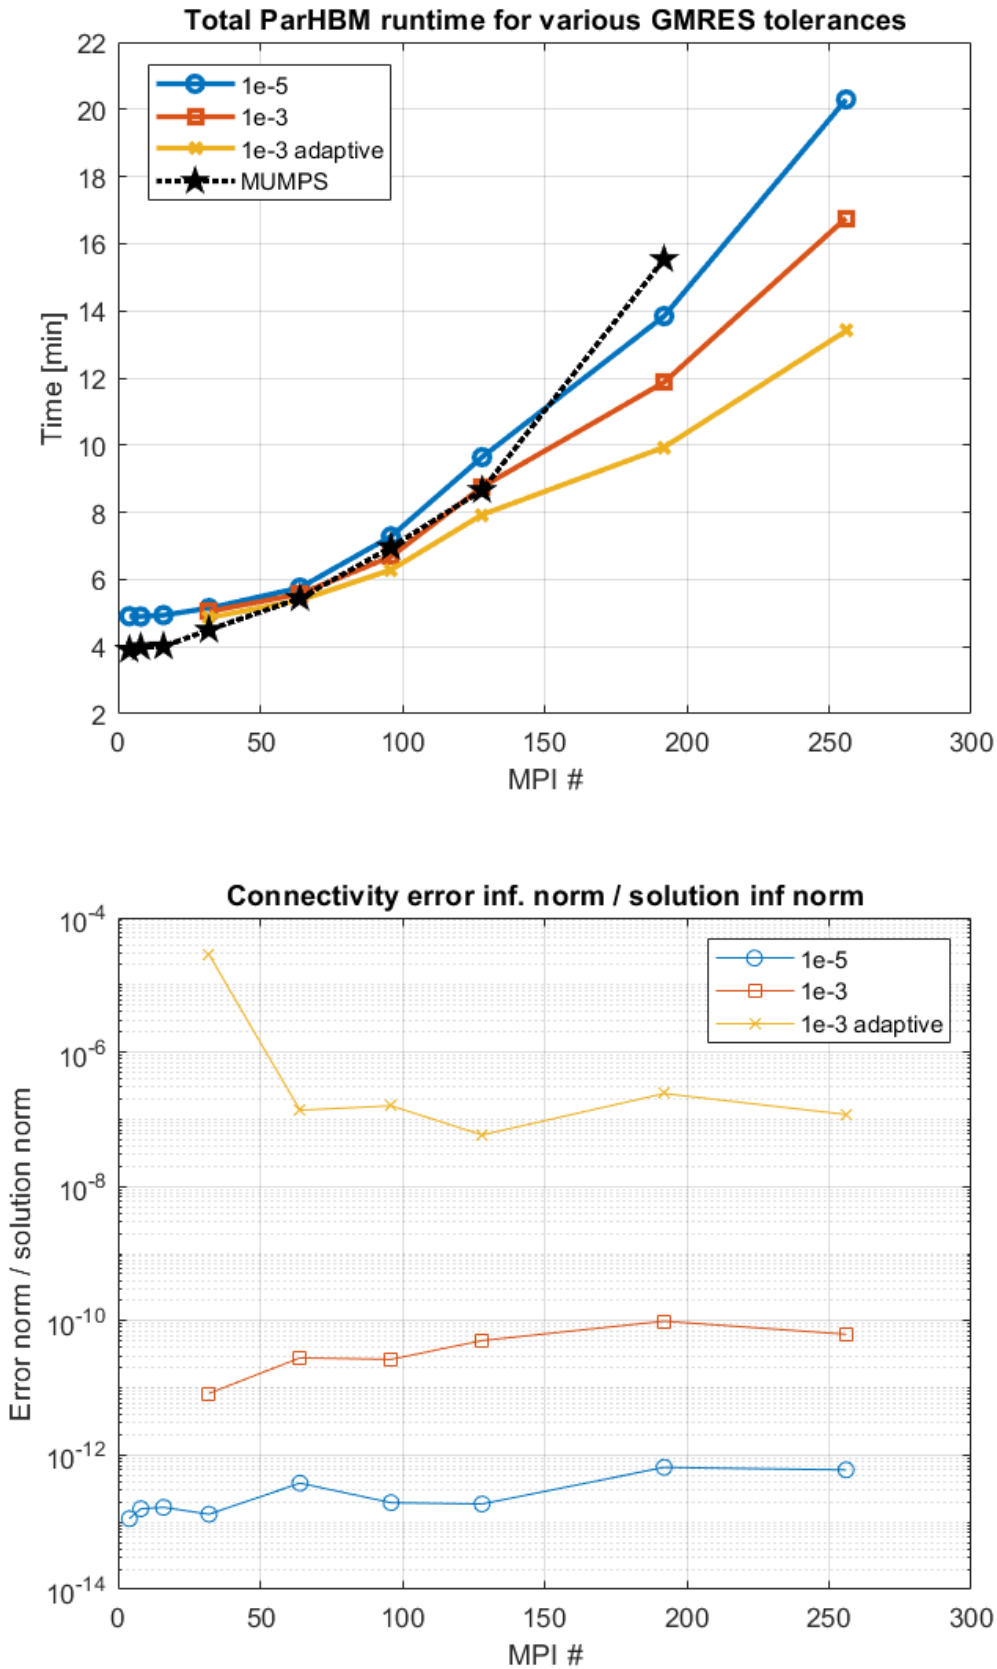 Total ParHBM runtime for various GMRES tolerances
22
20
18
16
14
12
10
8
6
4
2
Time [min]
1e-5
1e-3
1e-3 adaptive
MUMPS
0 50 100 150 200 250 300
MPI #
Connectivity error inf. norm / solution inf norm
10-4
10-6
10-8
10-10
10-12
10-14
Error norm / solution norm
1e-5
1e-3
1e-3 adaptive
0 50 100 150 200 250 300
MPI #